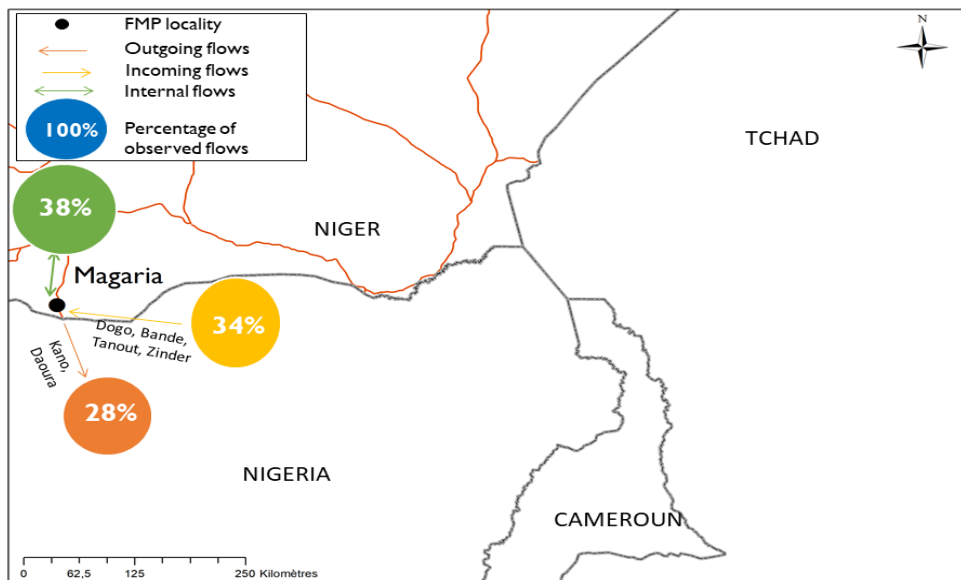 FMP locality
Outgoing flows
Incoming flows
Internal flows
100%
Percentage of
observed flows
N
TCHAD
38%
NIGER
Magaria
34%
Dogo, Bande,
Tanout, Zinder
Kano,
Daoura
28%
NIGERIA
CAMEROUN
0 62,5 125 250 Kilomètres